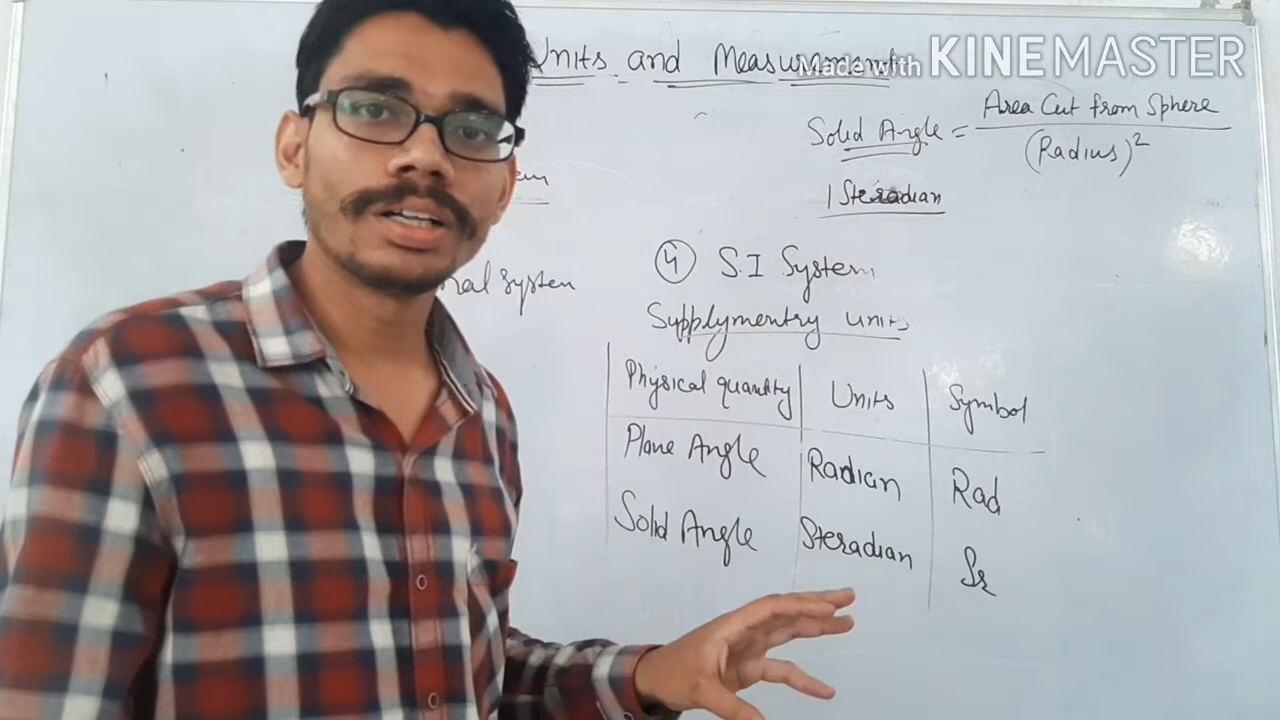 Units and Measurement
Made with KINEMASTER
Solid Angle = Area Cut from Sphere
(Radius)²
1 Steradian
system
4 S.I System
Supplymentry units
Physical quantity Units Symbol
Plane Angle Radian Rad
Solid Angle Steradian Sr